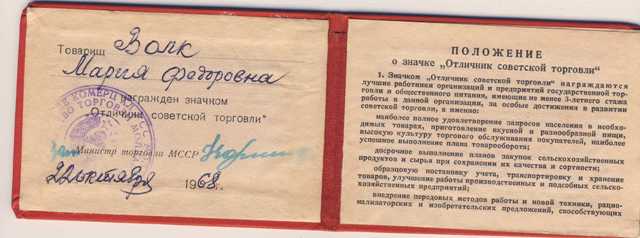 Товарищ Волк
Мария Федоровна
награжден значком
"Отличник советской торговли"
Зам Министр торговли МССР
22 октября 1968 г.
ПОЛОЖЕНИЕ
о значке „Отличник советской торговли“
1. Значком „Отличник советской торговли“ награждаются
лучшие работники организаций и предприятий государственной тор-
говли и общественного питания, имеющие не менее 3-летнего стажа
работы в данной организации, за особые достижения в развитии
советской торговли, а именно:
наиболее полное удовлетворение запросов населения в необхо-
димых товарах, приготовление вкусной и разнообразной пищи,
высокую культуру торгового обслуживания покупателей, наиболее
успешное выполнение плана товарооборота;
досрочное выполнение планов закупок сельскохозяйственных
продуктов и сырья при сохранении их качества и сортности;
образцовую постановку учета, транспортировку и хранение
товаров, улучшение работы производственных и подсобных сельско-
хозяйственных предприятий;
внедрение передовых методов работы и новой техники, рацио-
нализаторских и изобретательских предложений, способствующих